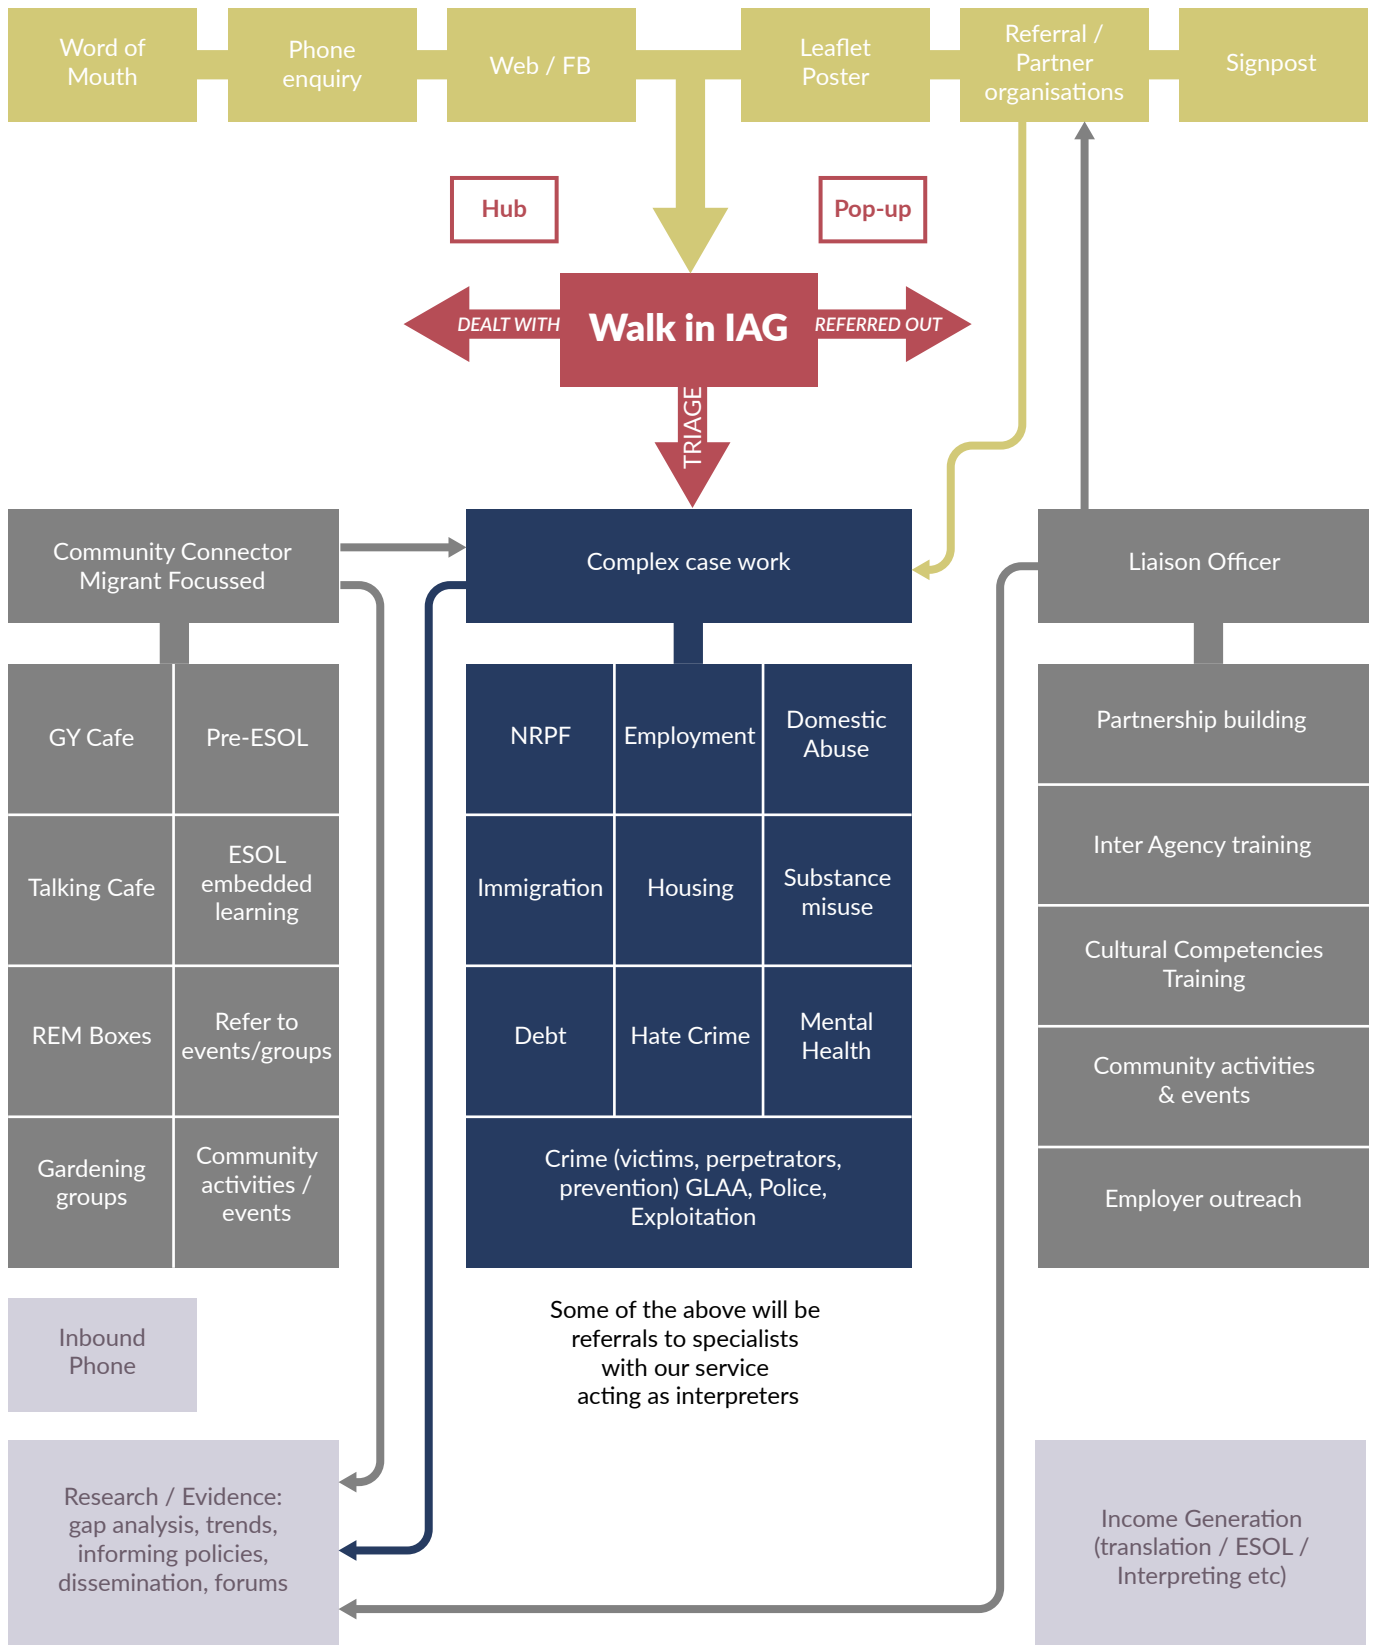 Word of
Mouth
Phone
enquiry
Web / FB
Leaflet
Poster
Referral /
Partner
organisations
Signpost
Hub
Pop-up
DEALT WITH
Walk in IAG
REFERRED OUT
TRIAGE
Community Connector
Migrant Focussed
Complex case work
Liaison Officer
GY Cafe
Pre-ESOL
Talking Cafe
ESOL
embedded
learning
REM Boxes
Refer to
events/groups
Gardening
groups
Community
activities /
events
NRPF
Employment
Domestic
Abuse
Immigration
Housing
Substance
misuse
Debt
Hate Crime
Mental
Health
Crime (victims, perpetrators,
prevention) GLAA, Police,
Exploitation
Partnership building
Inter Agency training
Cultural Competencies
Training
Community activities
& events
Employer outreach
Some of the above will be
referrals to specialists
with our service
acting as interpreters
Inbound
Phone
Research / Evidence:
gap analysis, trends,
informing policies,
dissemination, forums
Income Generation
(translation / ESOL /
Interpreting etc)